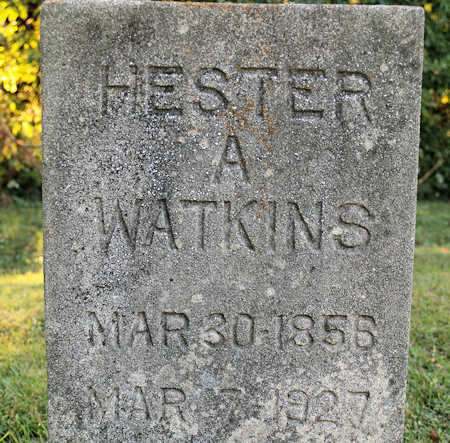 HESTER
A
WATKINS
MAR. 30-1856
MAR. 7-1927